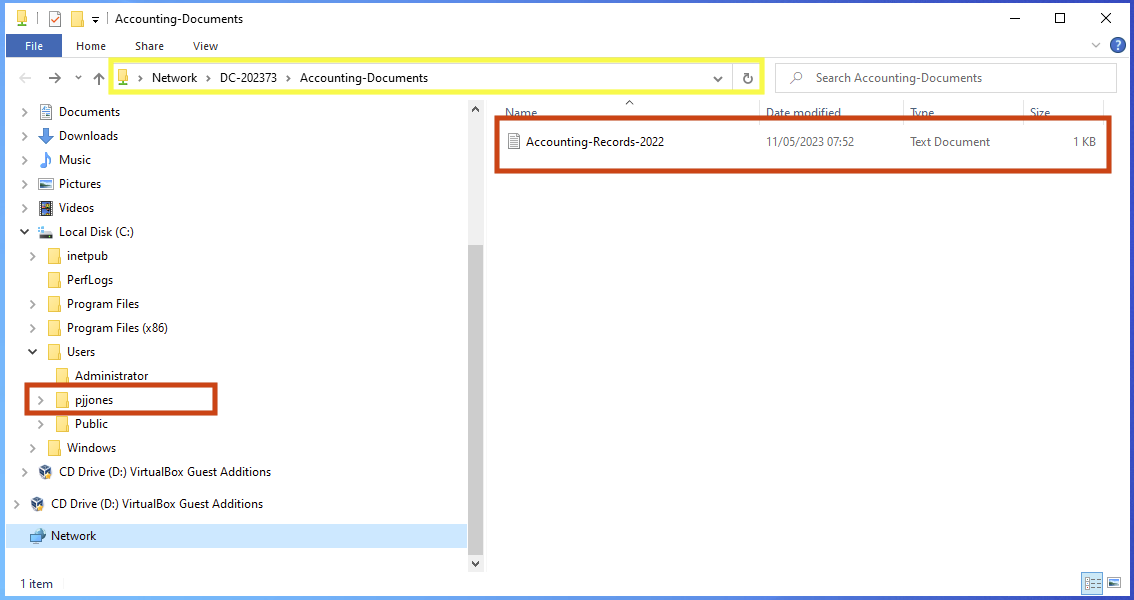 Accounting-Documents
File Home Share View
Network DC-202373 Accounting-Documents Search Accounting-Documents
Name Date modified Type Size
Accounting-Records-2022 11/05/2023 07:52 Text Document 1 KB
Documents
Downloads
Music
Pictures
Videos
Local Disk (C:)
inetpub
PerfLogs
Program Files
Program Files (x86)
Users
Administrator
pjjones
Public
Windows
CD Drive (D:) VirtualBox Guest Additions
CD Drive (D:) VirtualBox Guest Additions
Network
1 item